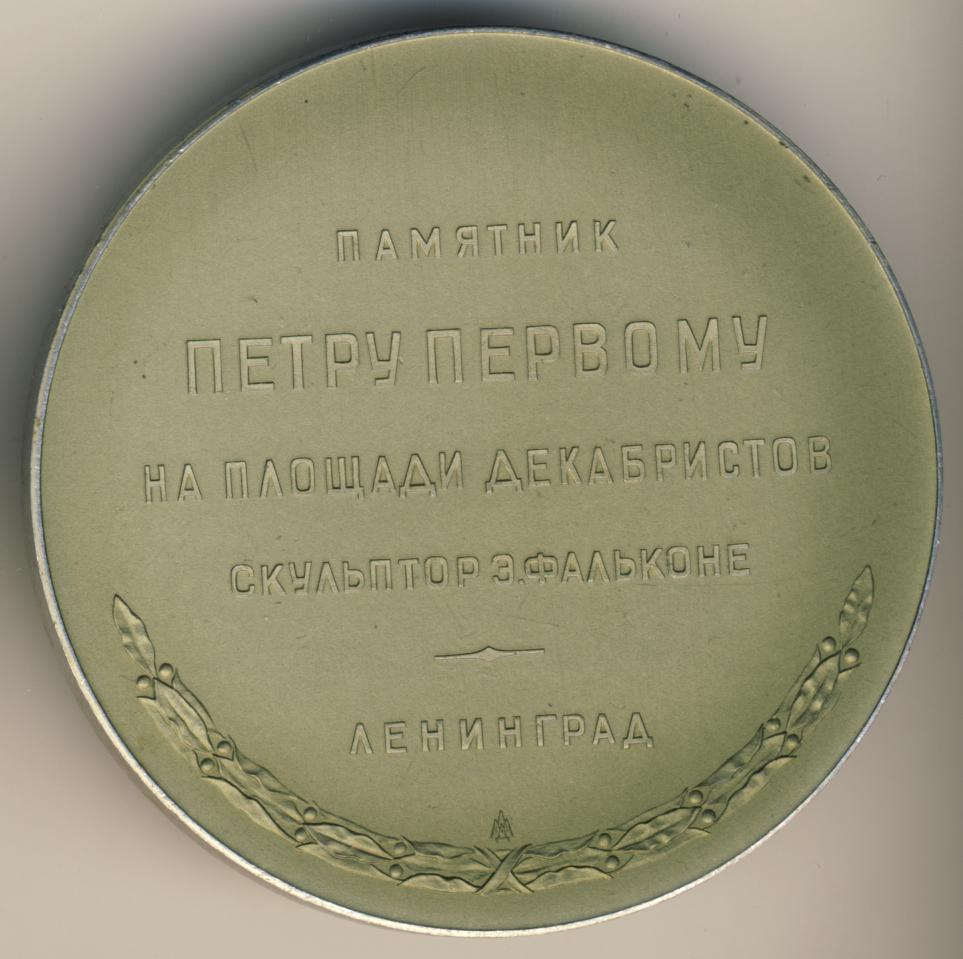 ПАМЯТНИК
ПЕТРУ ПЕРВОМУ
НА ПЛОЩАДИ ДЕКАБРИСТОВ
СКУЛЬПТОР Э.ФАЛЬКОНЕ
ЛЕНИНГРАД